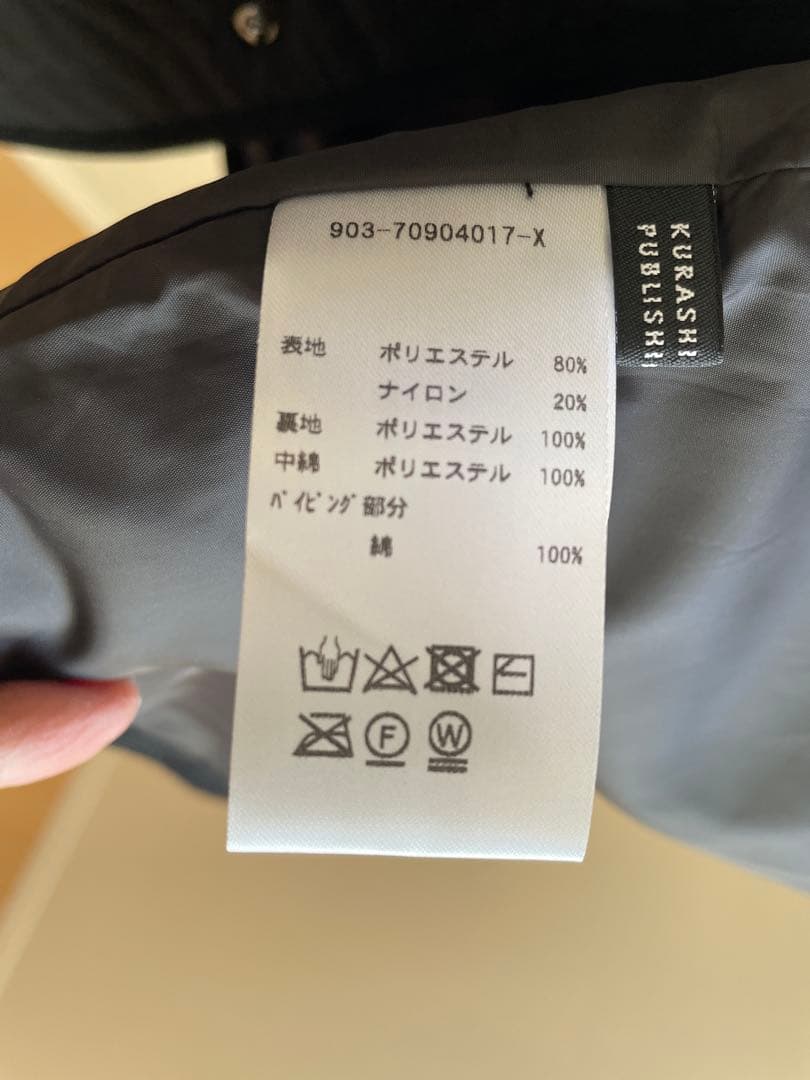 903-70904017-X
表地 ポリエステル 80%
ナイロン 20%
裏地 ポリエステル 100%
中綿 ポリエステル 100%
ﾊﾟｲﾋﾟﾝｸﾞ部分
綿 100%
F W
KURASHI
PUBLISH